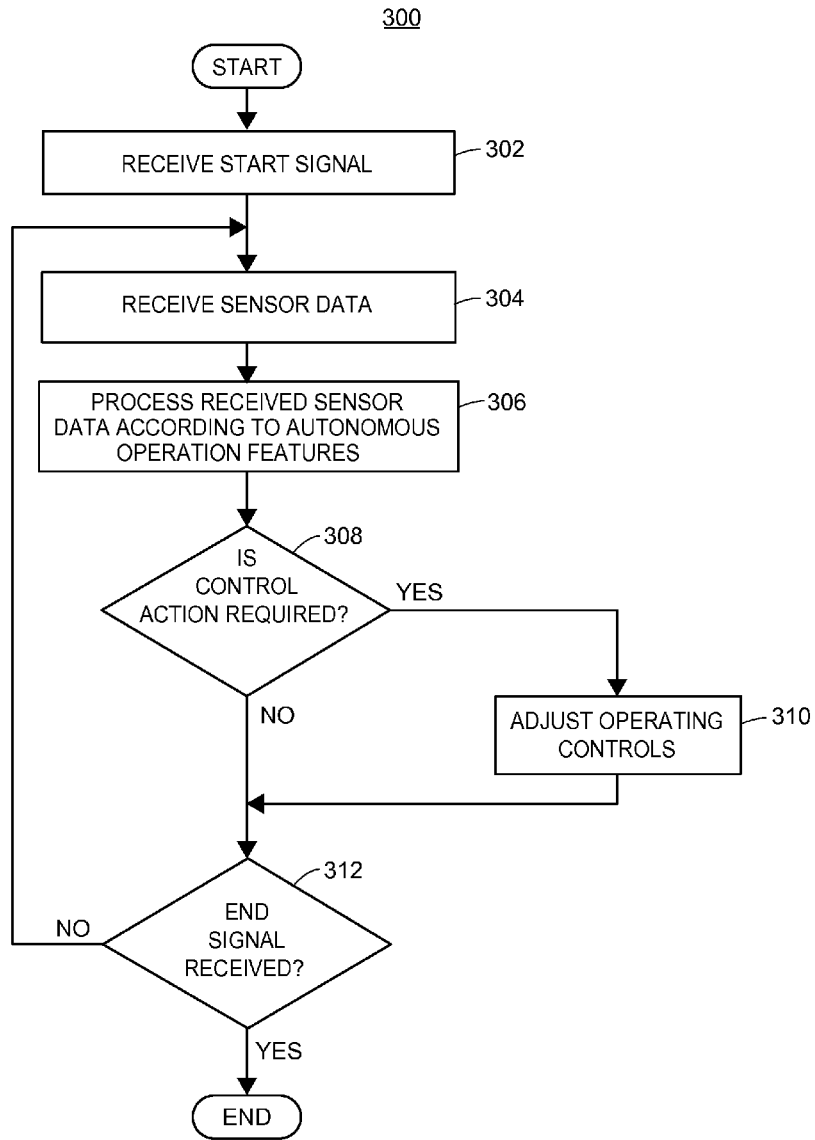 300
START
RECEIVE START SIGNAL
302
RECEIVE SENSOR DATA
304
PROCESS RECEIVED SENSOR
DATA ACCORDING TO AUTONOMOUS
OPERATION FEATURES
306
308
IS
CONTROL
ACTION REQUIRED?
YES
NO
ADJUST OPERATING
CONTROLS
310
312
END
SIGNAL
RECEIVED?
NO
YES
END